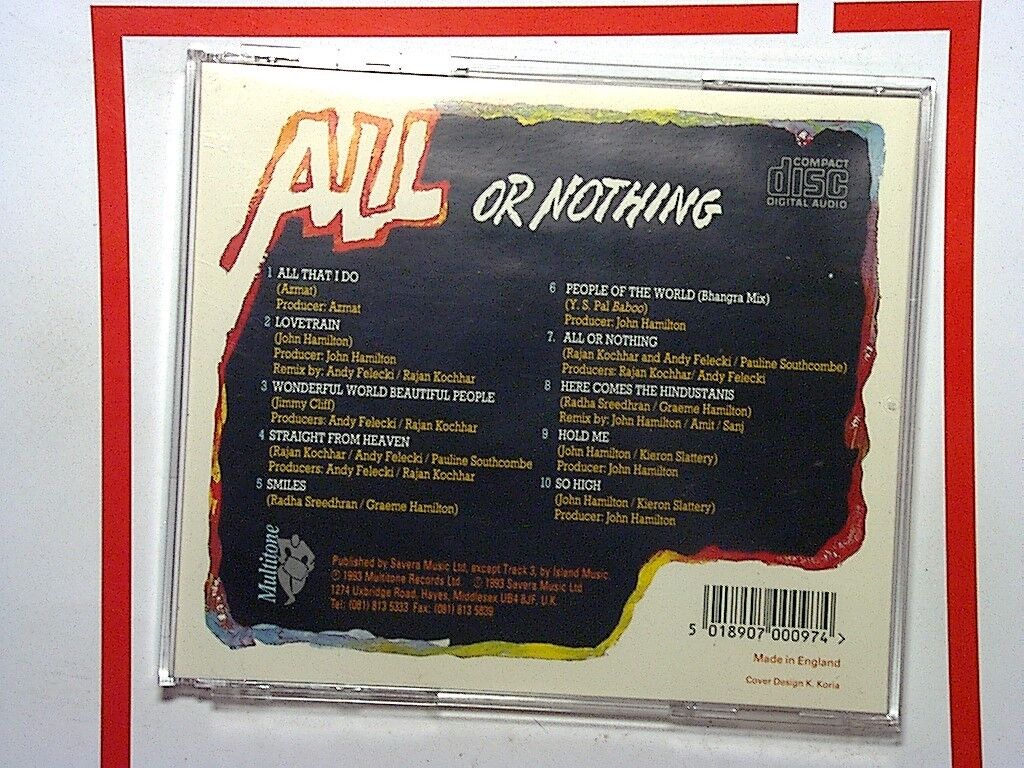 ALL OR NOTHING
COMPACT
disc
DIGITAL AUDIO
1 ALL THAT I DO
(Azmat)
Producer: Azmat
2 LOVETRAIN
(John Hamilton)
Producer: John Hamilton
Remix by: Andy Felecki / Rajan Kochhar
3 WONDERFUL WORLD BEAUTIFUL PEOPLE
(Jimmy Cliff)
Producers: Andy Felecki / Rajan Kochhar
4 STRAIGHT FROM HEAVEN
(Rajan Kochhar / Andy Felecki / Pauline Southcombe
Producers: Andy Felecki / Rajan Kochhar
5 SMILES
(Radha Sreedhran / Graeme Hamilton)
6 PEOPLE OF THE WORLD (Bhangra Mix)
(Y. S. Pal Baboo)
Producer: John Hamilton
7. ALL OR NOTHING
(Rajan Kochhar and Andy Felecki / Pauline Southcombe)
Producers: Rajan Kochhar/ Andy Felecki
8 HERE COMES THE HINDUSTANIS
(Radha Sreedhran / Graeme Hamilton)
Remix by: John Hamilton / Amit / Sanj
9 HOLD ME
(John Hamilton / Kieron Slattery)
Producer: John Hamilton
10 SO HIGH
(John Hamilton / Kieron Slattery)
Producer: John Hamilton
Multitone
Published by Savera Music Ltd, except Track 3, by Island Music.
Ⓟ 1993 Multitone Records Ltd. © 1993 Savera Music Ltd
1274 Uxbridge Road, Hayes, Middlesex UB4 8JF, U.K.
Tel: (081) 813 5333 Fax: (081) 813 5839
5 018907 000974 >
Made in England
Cover Design K. Koria